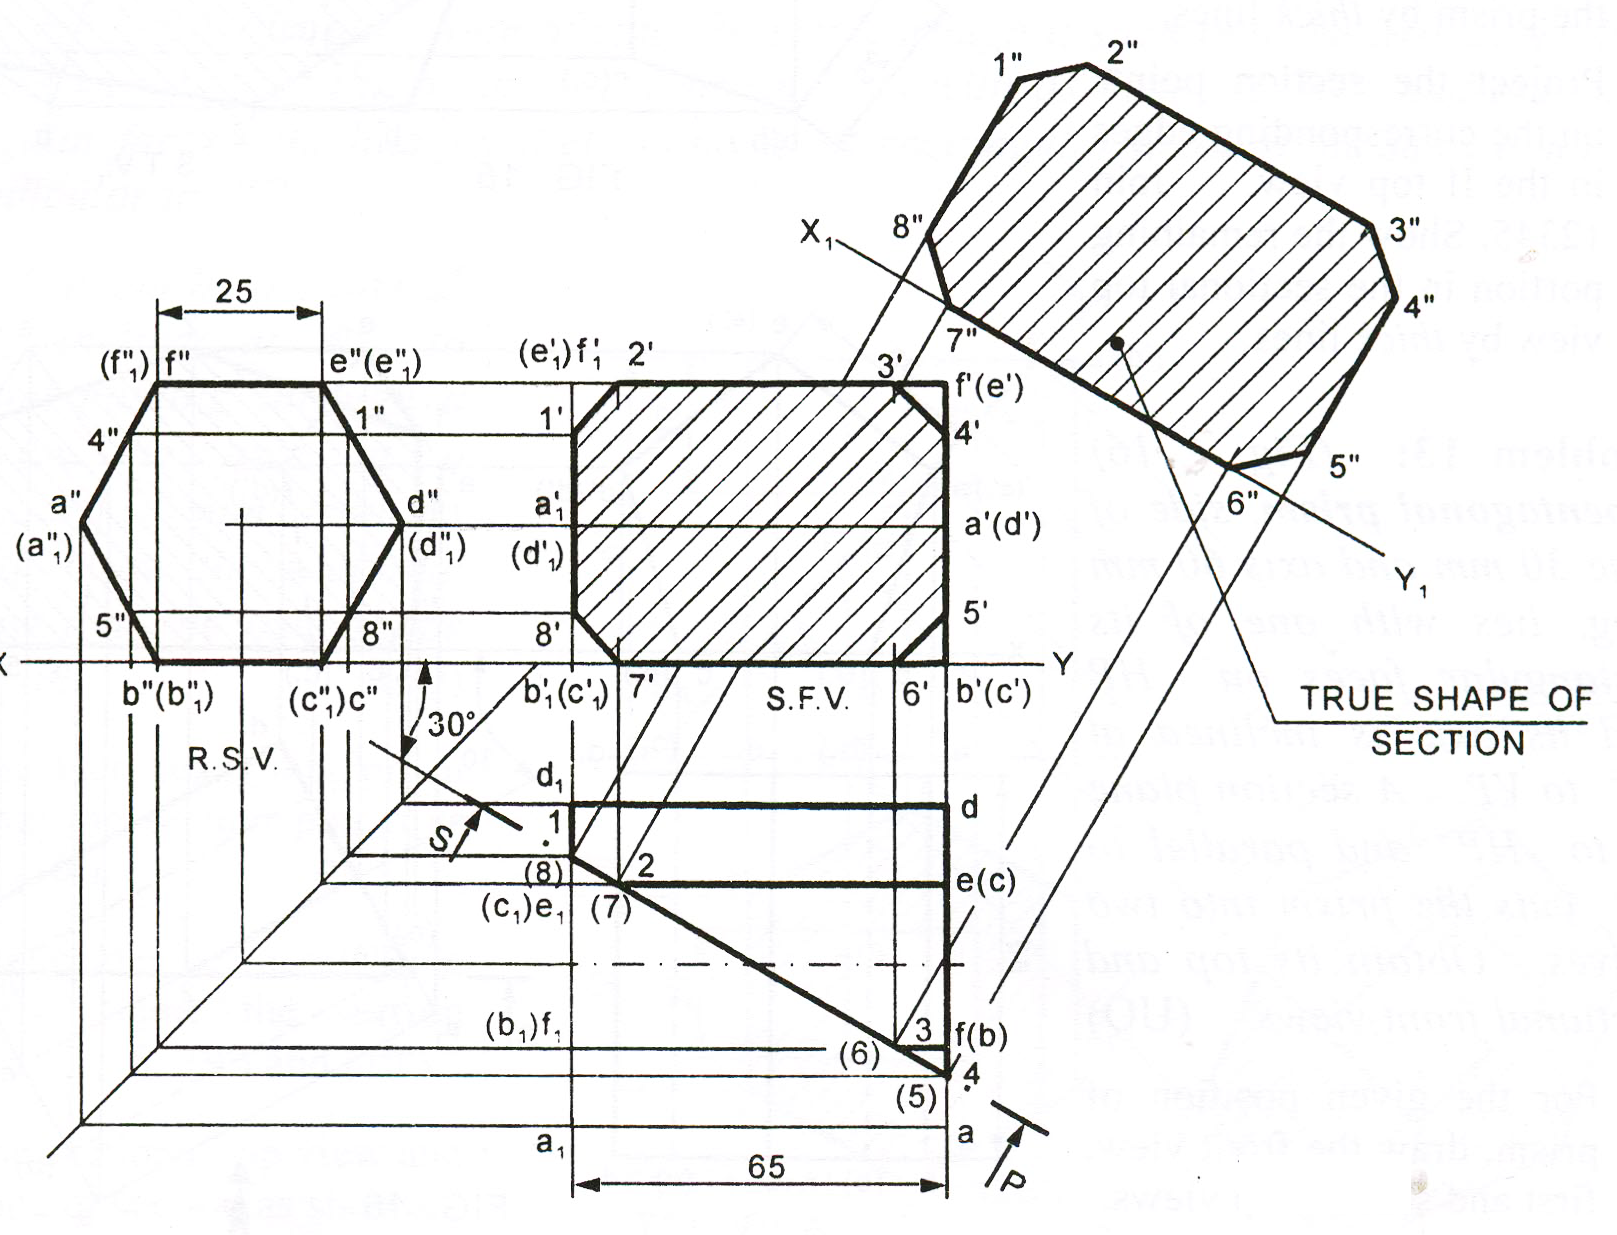 1" 2"
3"
4"
5"
6"
7"
8"
X₁
Y₁
25
(f"₁) f" e"(e"₁)
4" 1"
a" d"
(a"₁) (d"₁)
5" 8"
b"(b"₁) (c"₁)c"
R.S.V.
(e'₁)f'₁ 2' 3' f'(e')
1' 4'
a'₁ a'(d')
(d'₁)
8' 5'
X Y
b'₁(c'₁) 7' S.F.V. 6' b'(c')
TRUE SHAPE OF
SECTION
30°
S
d₁ d
1
(8) 2 e(c)
(c₁)e₁ (7)
(b₁)f₁ 3 f(b)
(6) 4
(5)
a₁ a
P
65